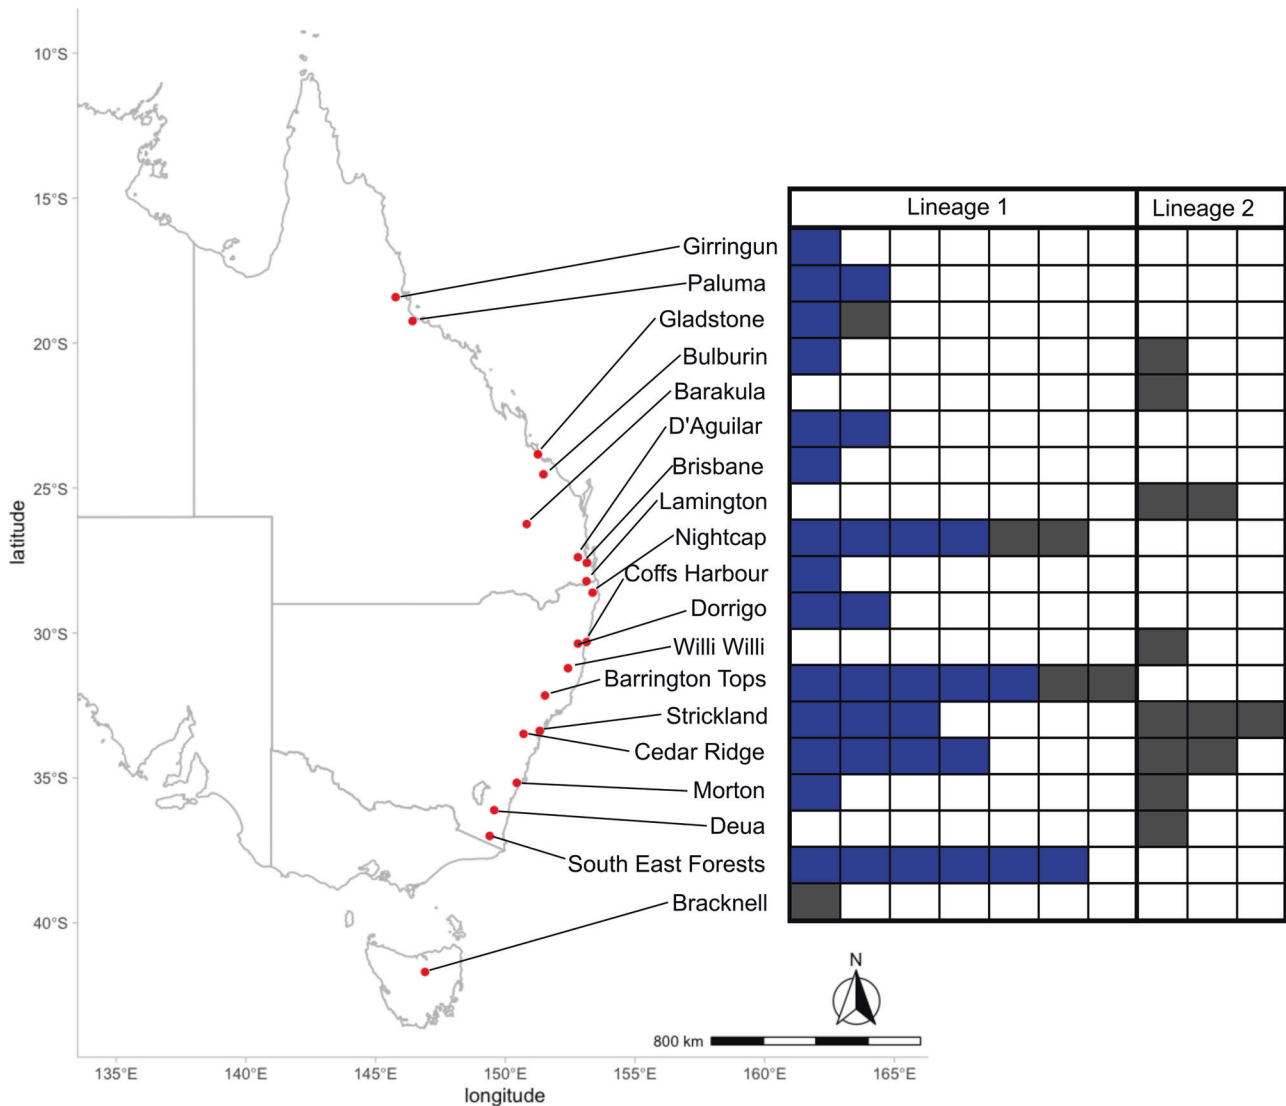 10°S
15°S
20°S
25°S
30°S
35°S
40°S
latitude
Lineage 1 Lineage 2
Girringun
Paluma
Gladstone
Bulburin
Barakula
D'Aguilar
Brisbane
Lamington
Nightcap
Coffs Harbour
Dorrigo
Willi Willi
Barrington Tops
Strickland
Cedar Ridge
Morton
Deua
South East Forests
Bracknell
N
800 km
135°E 140°E 145°E 150°E 155°E 160°E 165°E
longitude